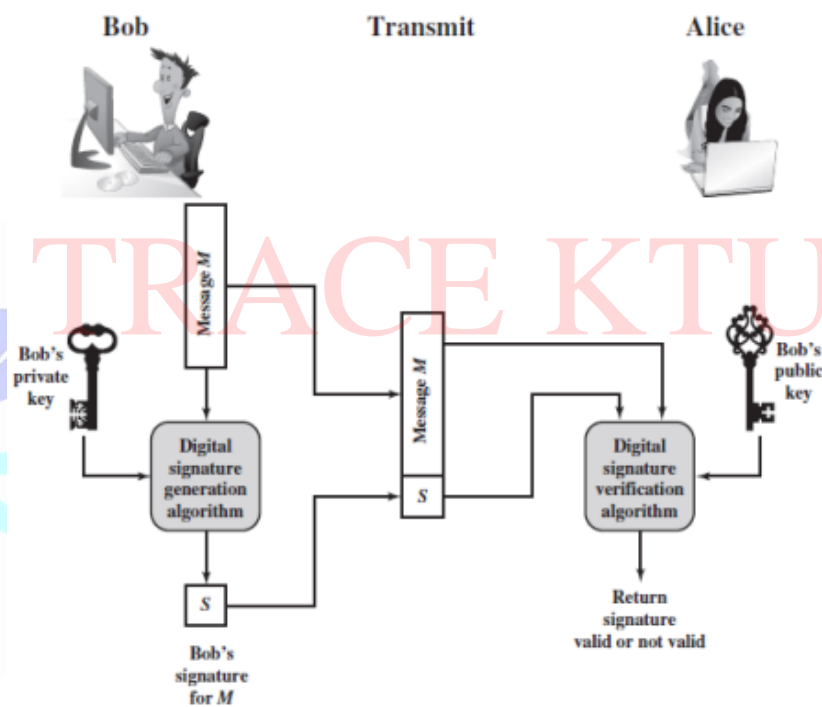 Bob
Transmit
Alice
TRACE KTU
Message M
Bob's
private
key
Message M
Bob's
public
key
Digital
signature
generation
algorithm
S
Digital
signature
verification
algorithm
S
Bob's
signature
for M
Return
signature
valid or not valid